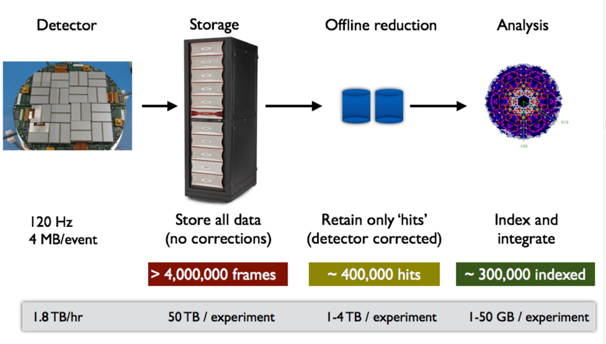 Detector
Storage
Offline reduction
Analysis
120 Hz
4 MB/event
Store all data
(no corrections)
Retain only ‘hits’
(detector corrected)
Index and
integrate
> 4,000,000 frames
~ 400,000 hits
~ 300,000 indexed
1.8 TB/hr
50 TB / experiment
1-4 TB / experiment
1-50 GB / experiment